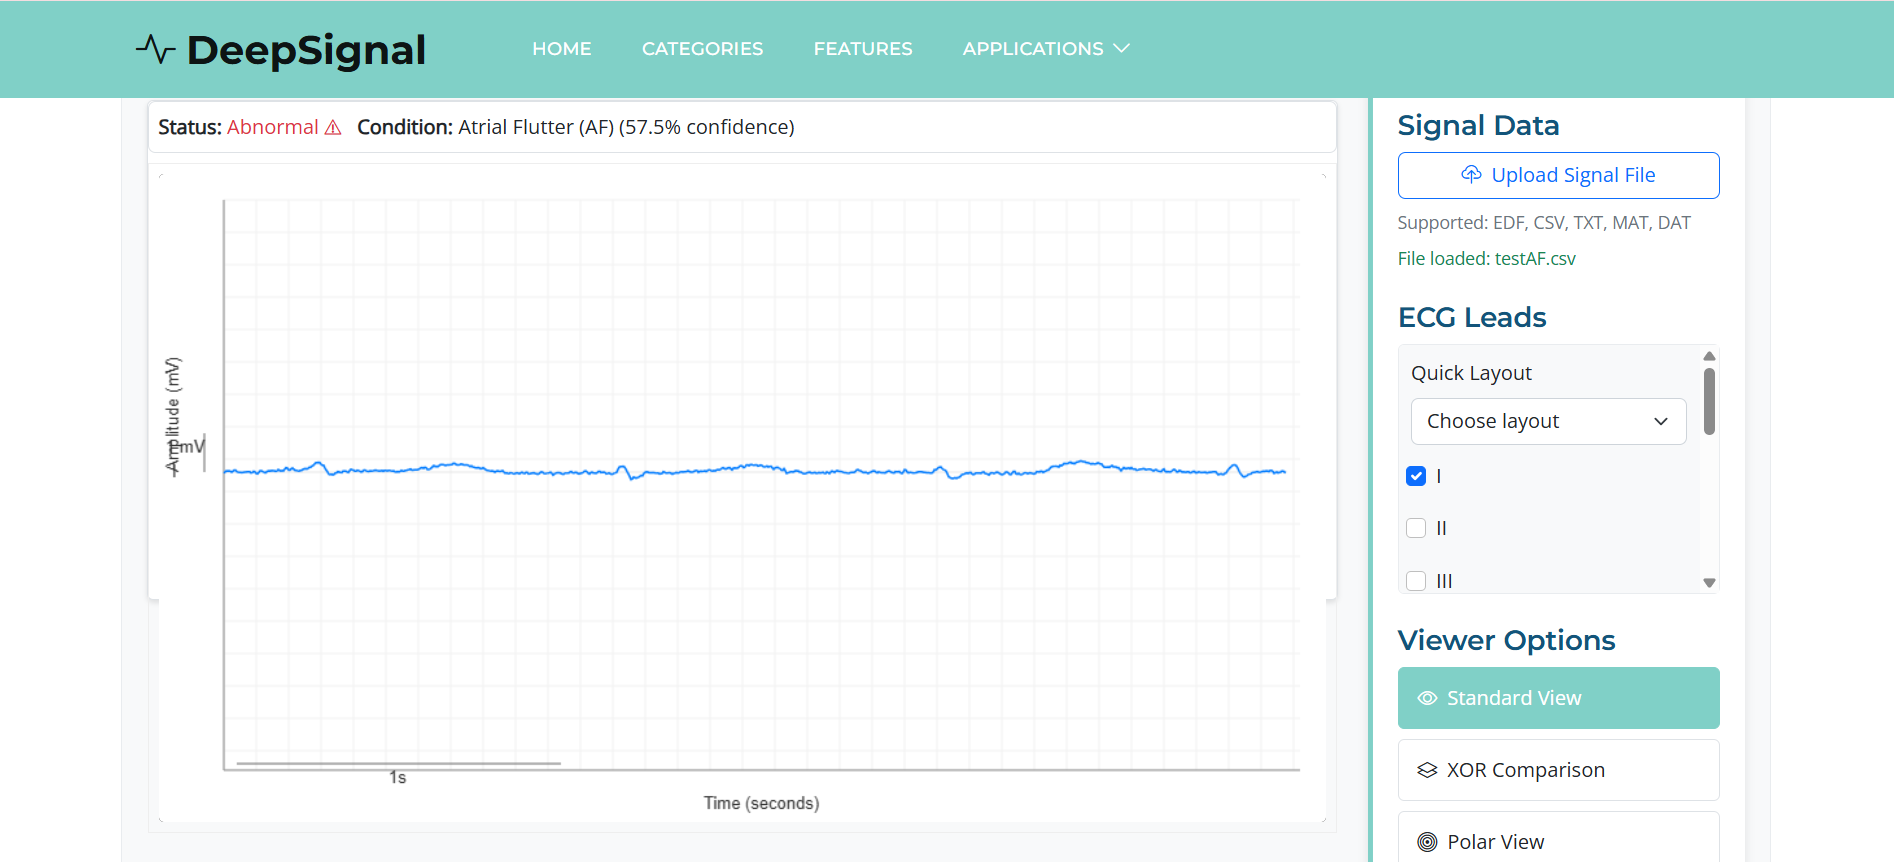 DeepSignal
HOME
CATEGORIES
FEATURES
APPLICATIONS
Status: Abnormal Condition: Atrial Flutter (AF) (57.5% confidence)
Amplitude (mV)
1 mV
1s
Time (seconds)
Signal Data
Upload Signal File
Supported: EDF, CSV, TXT, MAT, DAT
File loaded: testAF.csv
ECG Leads
Quick Layout
Choose layout
I
II
III
Viewer Options
Standard View
XOR Comparison
Polar View